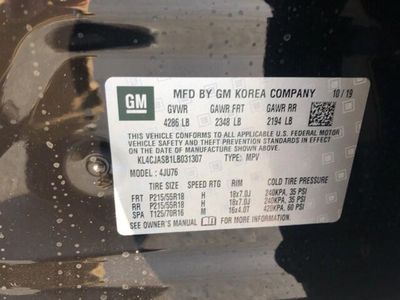 GM
MFD BY GM KOREA COMPANY 10/19
GVWR GAWR FRT GAWR RR
4286 LB 2348 LB 2194 LB
THIS VEHICLE CONFORMS TO ALL APPLICABLE U.S. FEDERAL
MOTOR VEHICLE SAFETY, BUMPER, AND THEFT
PREVENTION STANDARDS IN EFFECT ON THE DATE OF
MANUFACTURE SHOWN ABOVE.
KL4CJASB1LB031307 TYPE: MPV
MODEL: 4JU76
TIRE SIZE SPEED RTG RIM COLD TIRE PRESSURE
FRT P215/55R18 H 18x7.0J 240KPA, 35 PSI
RR P215/55R18 H 18x7.0J 240KPA, 35 PSI
SPA T125/70R16 M 16x4.0T 420KPA, 60 PSI
SEE OWNER'S MANUAL FOR MORE INFORMATION.